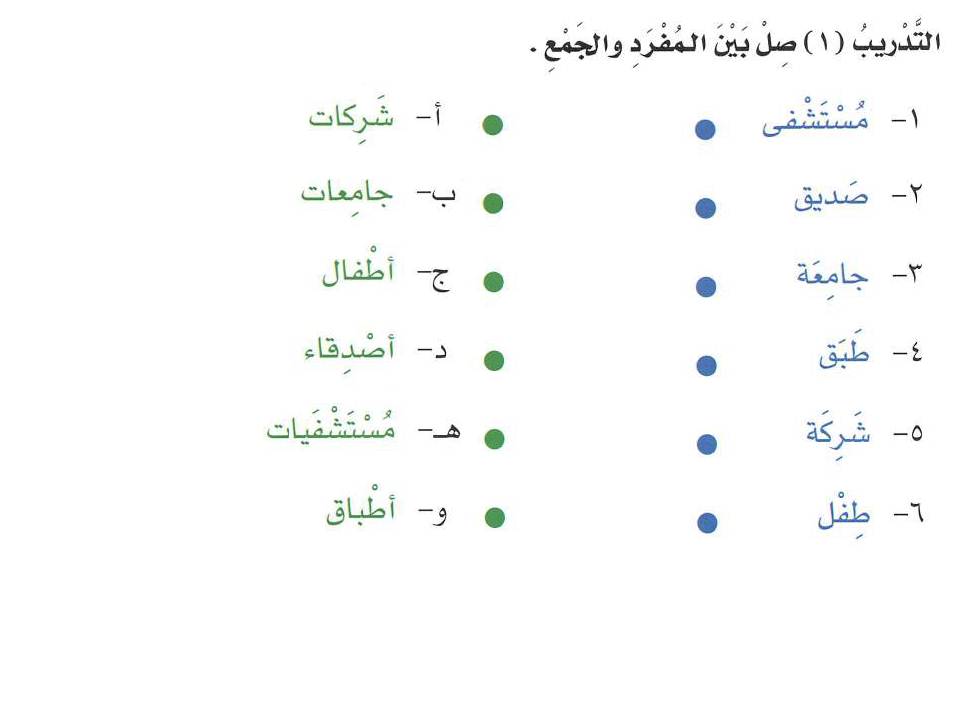 التَّدْريبُ (١) صِلْ بَيْنَ المُفْرَدِ والجَمْعِ .
١- مُسْتَشْفى أ- شَرِكات
٢- صَديق ب- جامِعات
٣- جامِعَة ج- أطْفال
٤- طَبَق د- أصْدِقاء
٥- شَرِكَة هـ- مُسْتَشْفَيات
٦- طِفْل و- أطْباق